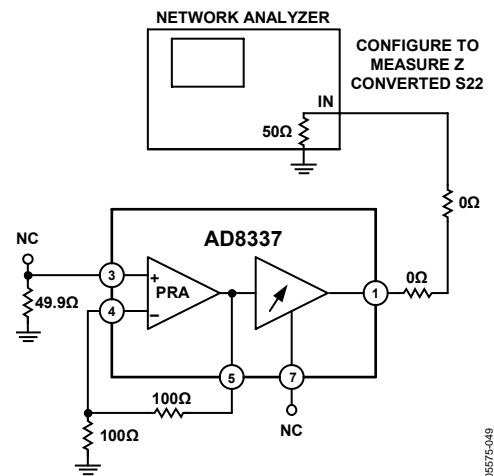 NETWORK ANALYZER
CONFIGURE TO
MEASURE Z
CONVERTED S22
IN
50Ω
0Ω
NC
AD8337
0Ω
3
+
PRA
1
49.9Ω
4
–
5
7
100Ω
100Ω
NC
05575-049